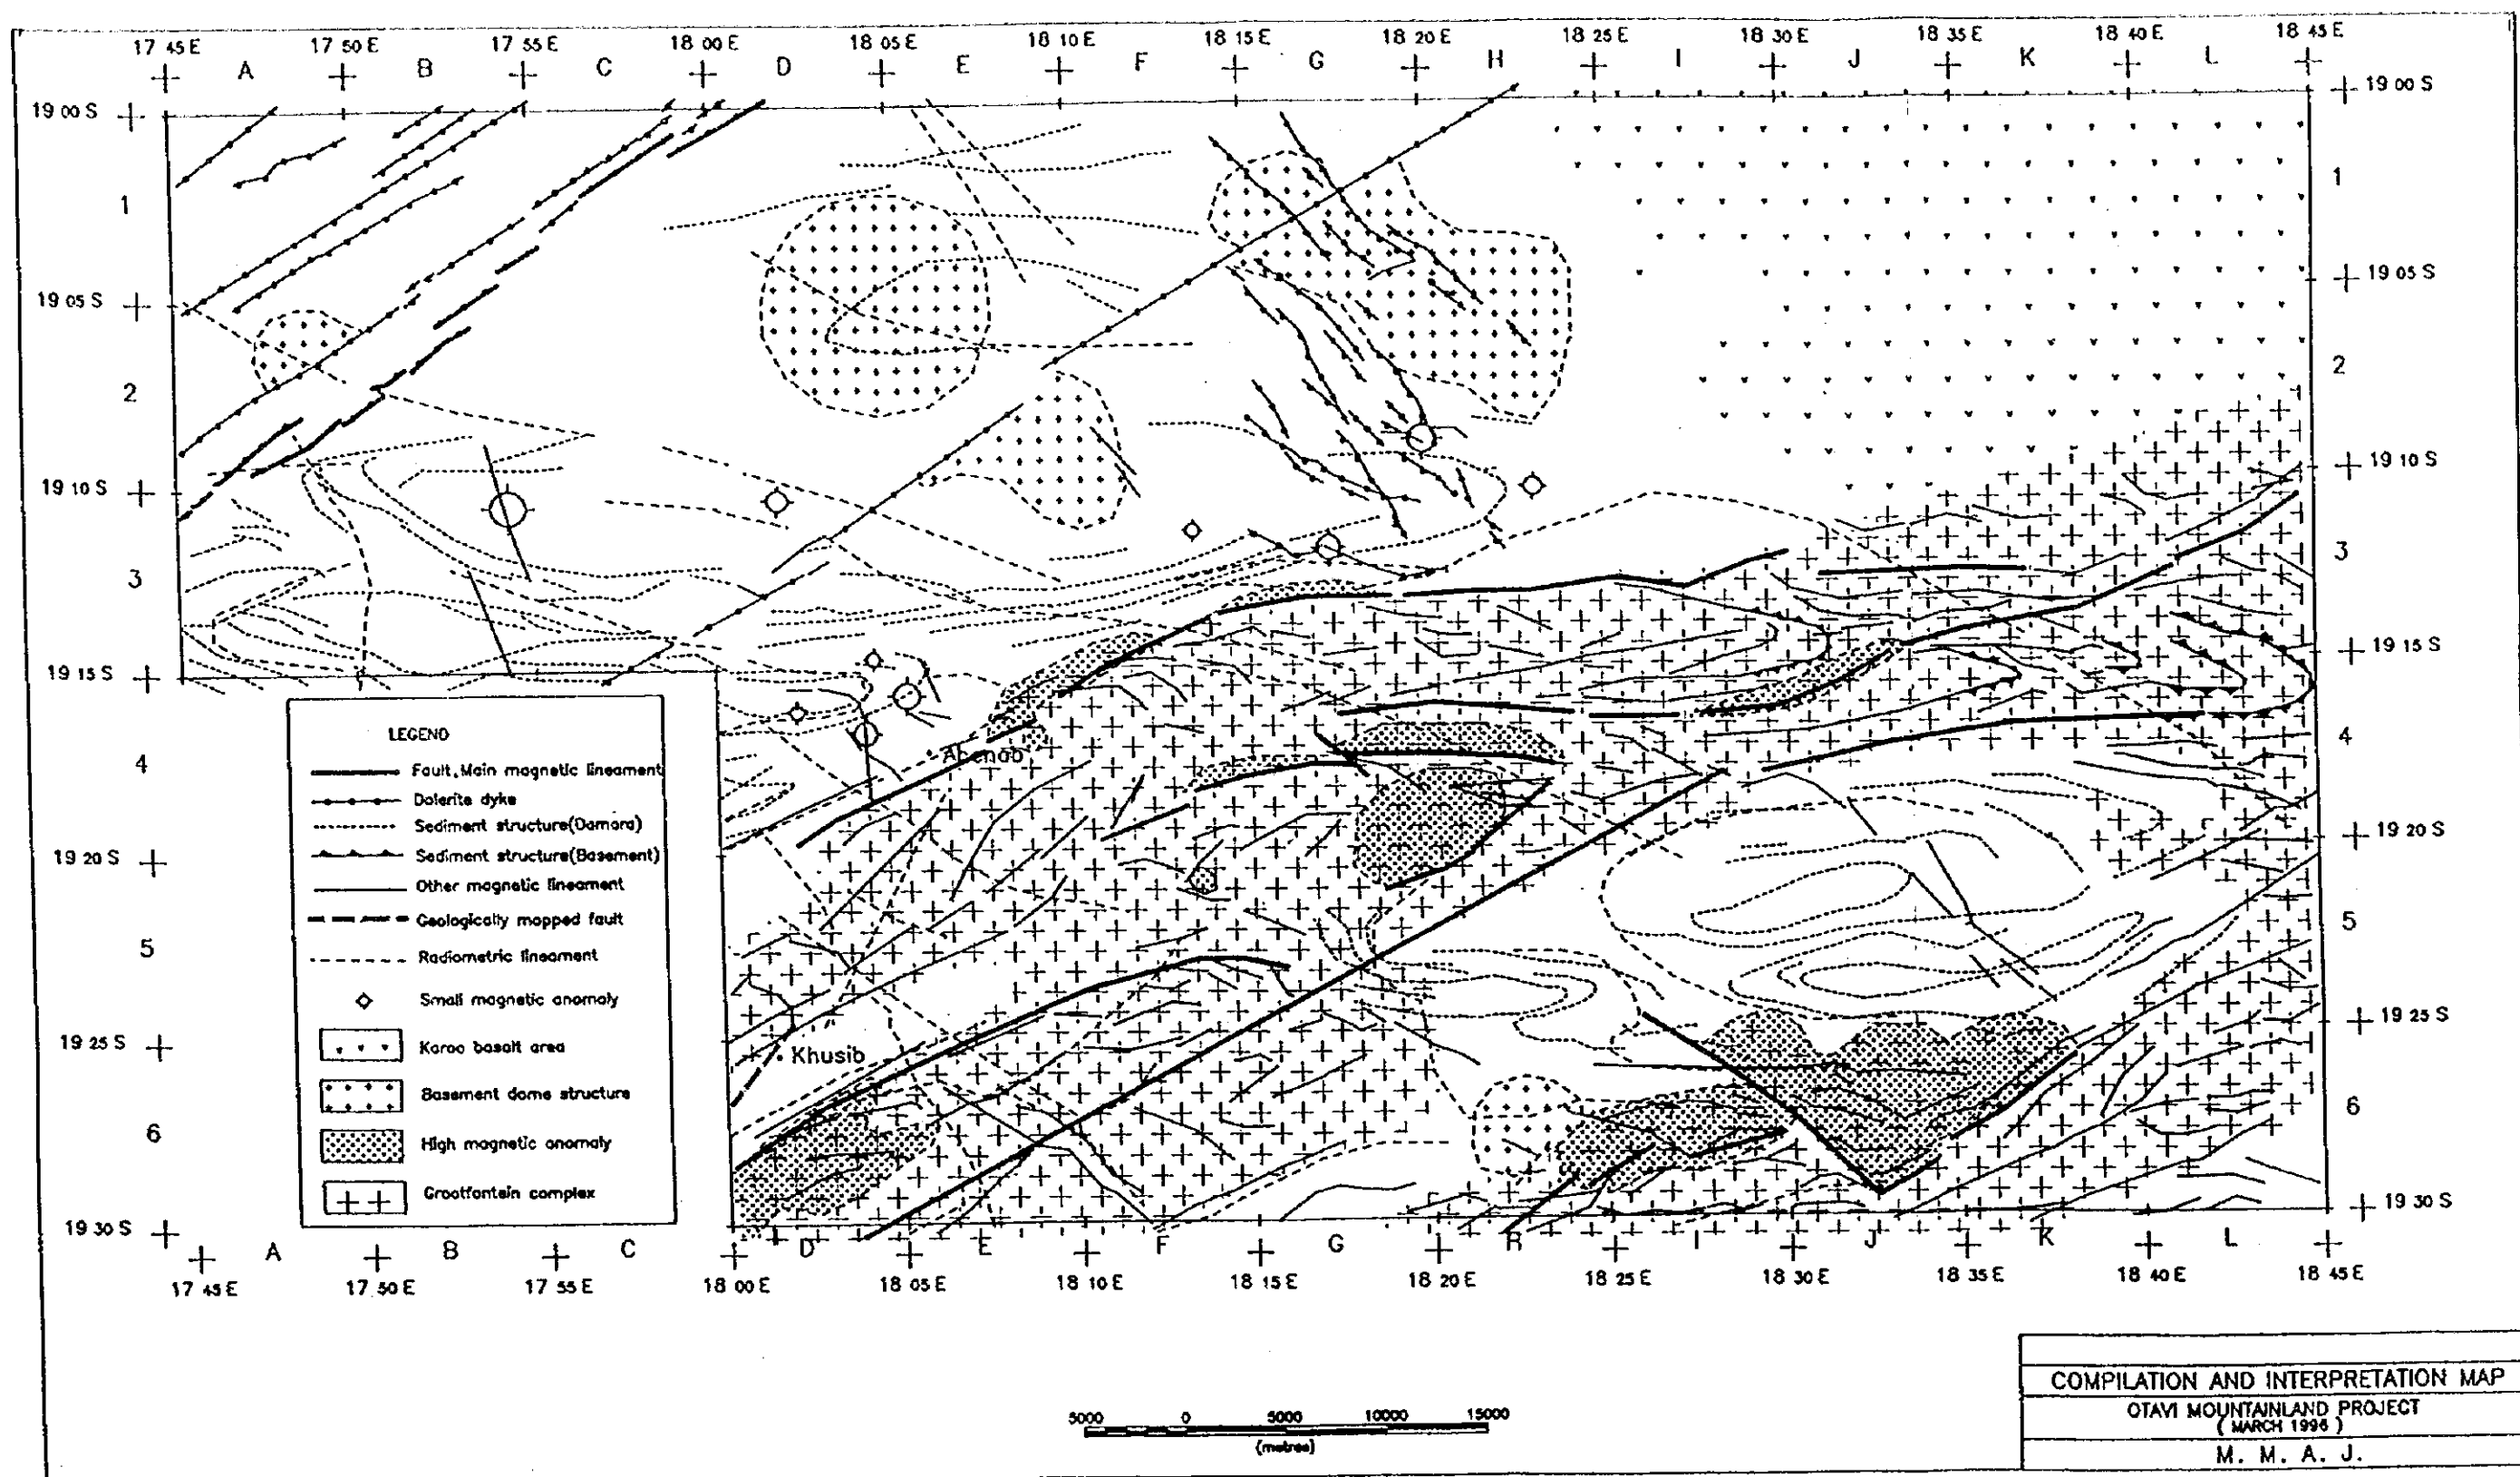 17 45 E 17 50 E 17 55 E 18 00 E 18 05 E 18 10 E 18 15 E 18 20 E 18 25 E 18 30 E 18 35 E 18 40 E 18 45 E
A B C D E F G H I J K L
19 00 S 19 00 S
1 1
19 05 S 19 05 S
2 2
19 10 S 19 10 S
3 3
19 15 S 19 15 S
LEGEND
Fault, Main magnetic lineament
Dolerite dyke
Sediment structure(Damara)
Sediment structure(Basement)
Other magnetic lineament
Geologically mapped fault
Radiometric lineament
Small magnetic anomaly
Karoo basalt area
Basement dome structure
High magnetic anomaly
Grootfontein complex
Abenab
4 4
19 20 S 19 20 S
5 5
19 25 S 19 25 S
Khusib
6 6
19 30 S 19 30 S
A B C D E F G H I J K L
17 45 E 17 50 E 17 55 E 18 00 E 18 05 E 18 10 E 18 15 E 18 20 E 18 25 E 18 30 E 18 35 E 18 40 E 18 45 E
5000 0 5000 10000 15000
(metres)
COMPILATION AND INTERPRETATION MAP
OTAVI MOUNTAINLAND PROJECT
( MARCH 1996 )
M. M. A. J.